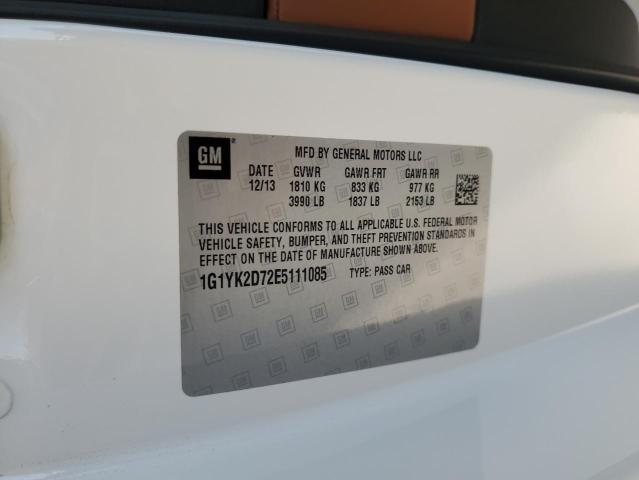 GM MFD BY GENERAL MOTORS LLC
DATE GVWR GAWR FRT GAWR RR
12/13 1810 KG 833 KG 977 KG
3990 LB 1837 LB 2153 LB
THIS VEHICLE CONFORMS TO ALL APPLICABLE U.S. FEDERAL MOTOR
VEHICLE SAFETY, BUMPER, AND THEFT PREVENTION STANDARDS IN
EFFECT ON THE DATE OF MANUFACTURE SHOWN ABOVE.
1G1YK2D72E5111085 TYPE: PASS CAR